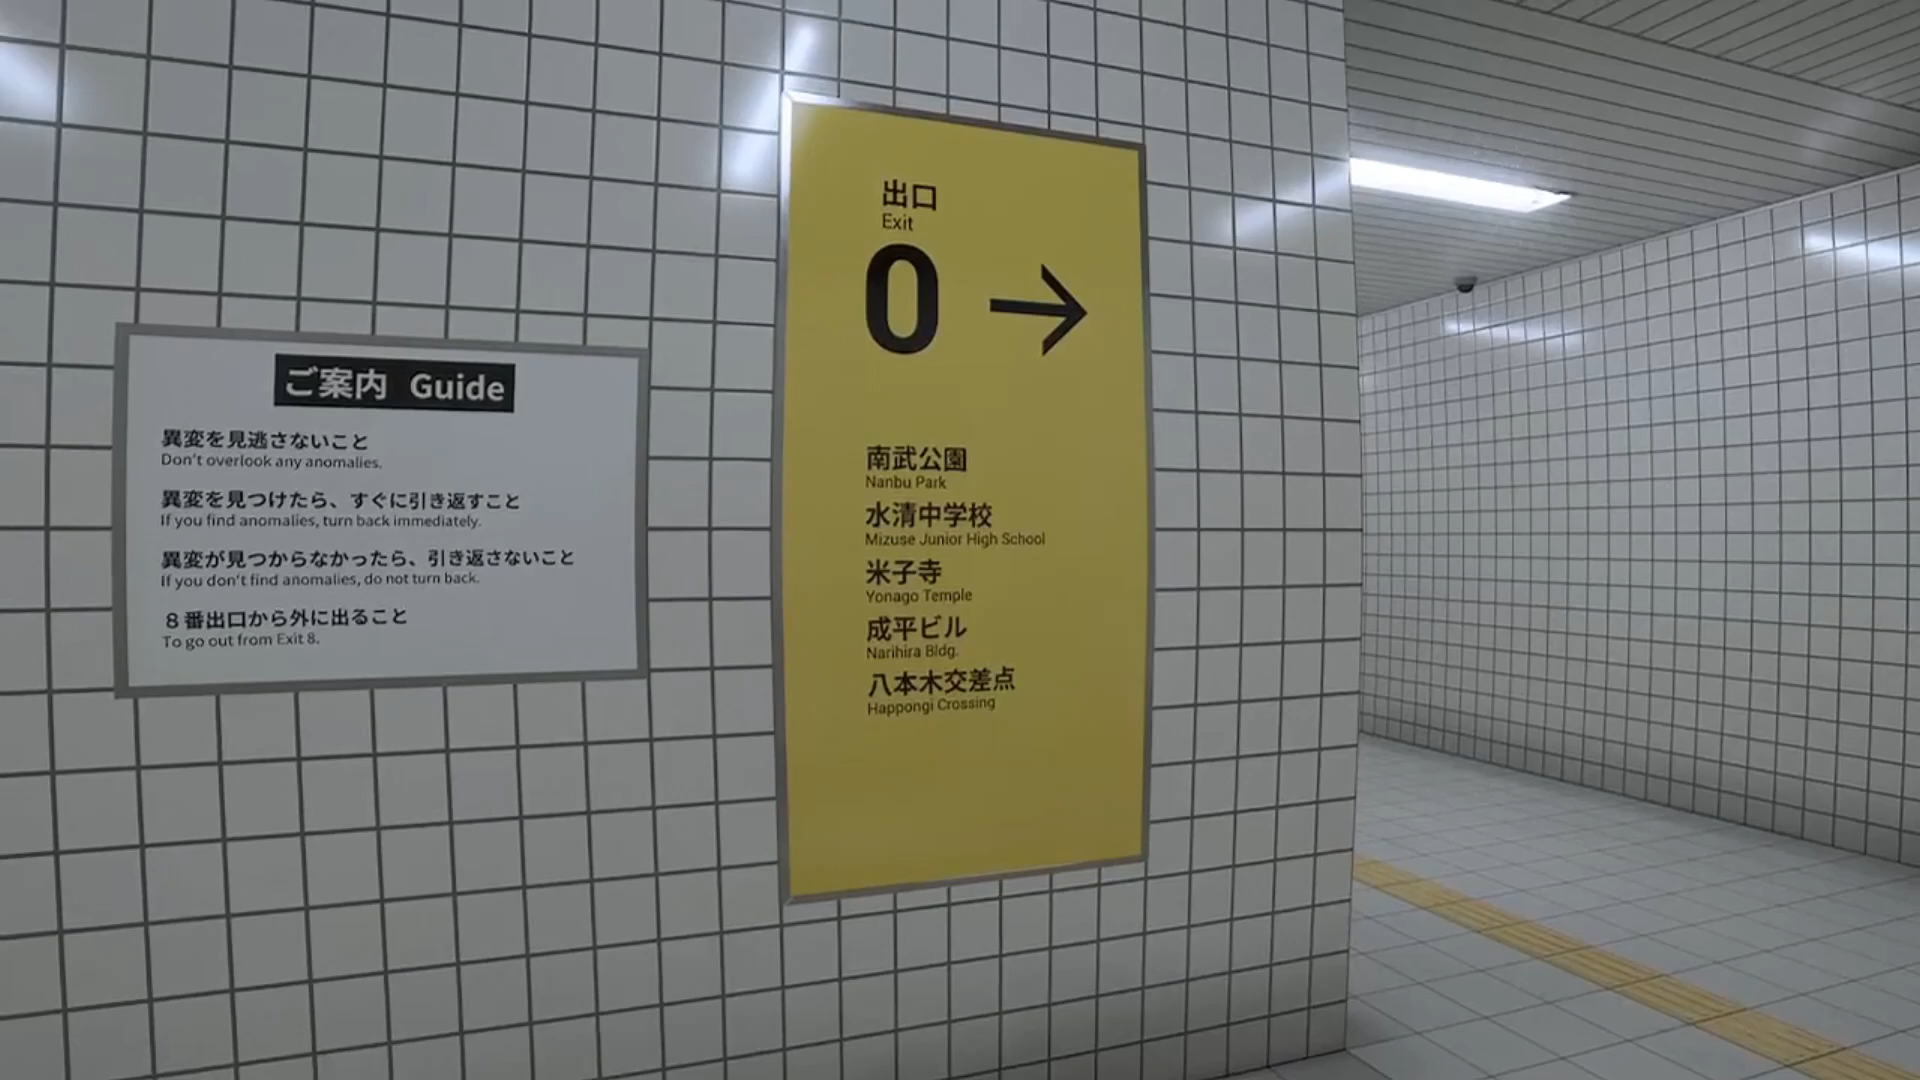 ご案内 Guide
異変を見逃さないこと
Don't overlook any anomalies.
異変を見つけたら、すぐに引き返すこと
If you find anomalies, turn back immediately.
異変が見つからなかったら、引き返さないこと
If you don't find anomalies, do not turn back.
8番出口から外に出ること
To go out from Exit 8.
出口
Exit
0 →
南武公園
Nanbu Park
水清中学校
Mizuse Junior High School
米子寺
Yonago Temple
成平ビル
Narihira Bldg.
八本木交差点
Happongi Crossing